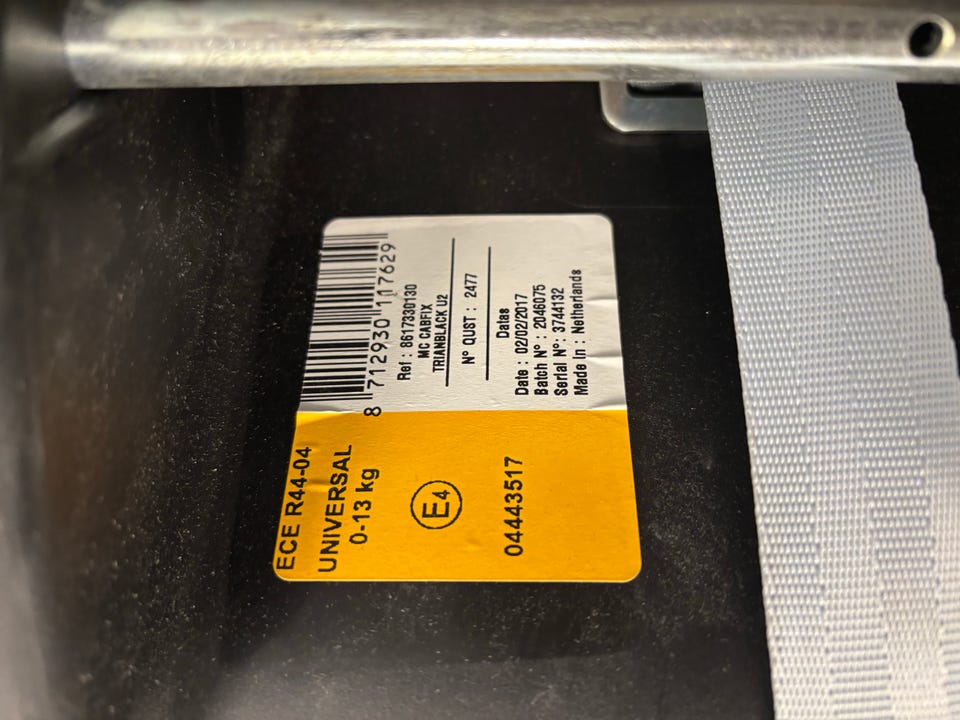 ECE R44-04
UNIVERSAL
0-13 kg
E4
04443517
8 712930 117629
Ref : 8617330130
MC CABFIX
TRIANBLACK U2
N° QUST : 2477
Datas
Date : 02/02/2017
Batch N° : 2046075
Serial N° : 3744132
Made In : Netherlands